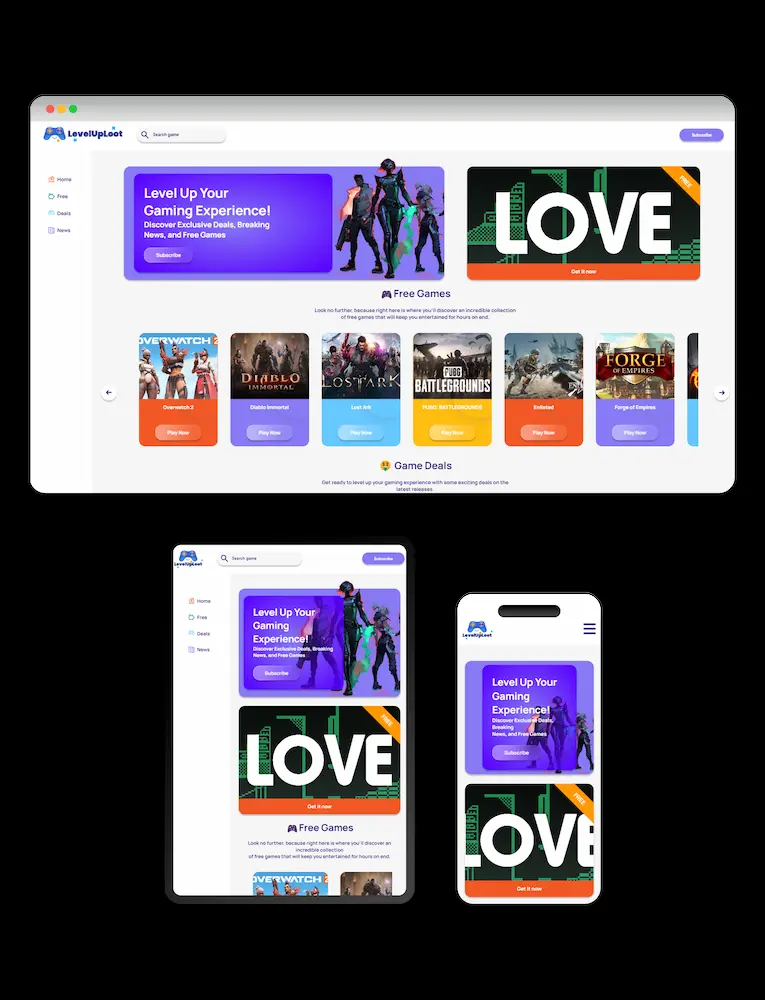 LevelUpLoot
Search game
Subscribe
Home
Free
Deals
News
Level Up Your
Gaming Experience!
Discover Exclusive Deals, Breaking
News, and Free Games
Subscribe
FREE
LOVE
Get it now
Free Games
Look no further, because right here is where you'll discover an incredible collection
of free games that will keep you entertained for hours on end.
OVERWATCH 2
DIABLO
IMMORTAL
LOST ARK
PUBG
BATTLEGROUNDS
FORGE
OF EMPIRES
Overwatch 2
Diablo Immortal
Lost Ark
PUBG: BATTLEGROUNDS
Enlisted
Forge of Empires
Play Now
Play Now
Play Now
Play Now
Play Now
Play Now
Game Deals
Get ready to level up your gaming experience with some exciting deals on the
latest releases
LevelUpLoot
Search game
Subscribe
Home
Free
Deals
News
Level Up Your
Gaming
Experience!
Discover Exclusive Deals, Breaking
News, and Free Games
Subscribe
FREE
LOVE
Get it now
Free Games
Look no further, because right here is where you'll discover an
incredible collection
of free games that will keep you entertained for hours on end.
OVERWATCH 2
LevelUpLoot
Level Up Your
Gaming
Experience!
Discover Exclusive Deals,
Breaking
News, and Free Games
Subscribe
FREE
LOVE
Get it now